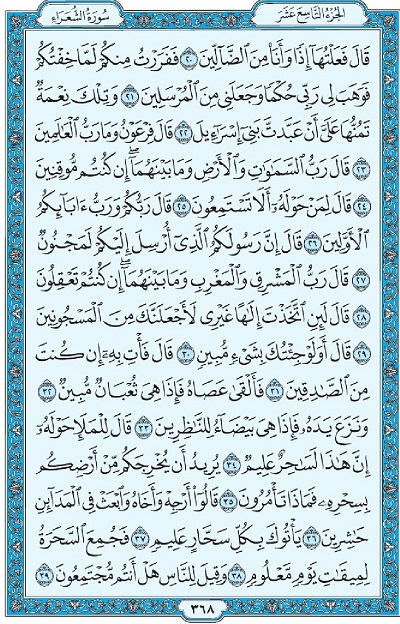 الجزء التاسع عشر سورة الشعراء
قَالَ فَعَلْتُهَا إِذًا وَأَنَا۠ مِنَ ٱلضَّآلِّينَ ٢٠ فَفَرَرْتُ مِنكُمْ لَمَّا خِفْتُكُمْ
فَوَهَبَ لِى رَبِّى حُكْمًا وَجَعَلَنِى مِنَ ٱلْمُرْسَلِينَ ٢١ وَتِلْكَ نِعْمَةٌ
تَمُنُّهَا عَلَىَّ أَنْ عَبَّدتَّ بَنِىٓ إِسْرَٰٓءِيلَ ٢٢ قَالَ فِرْعَوْنُ وَمَا رَبُّ ٱلْعَٰلَمِينَ
٢٣ قَالَ رَبُّ ٱلسَّمَٰوَٰتِ وَٱلْأَرْضِ وَمَا بَيْنَهُمَآ إِن كُنتُم مُّوقِنِينَ
٢٤ قَالَ لِمَنْ حَوْلَهُۥٓ أَلَا تَسْتَمِعُونَ ٢٥ قَالَ رَبُّكُمْ وَرَبُّ ءَابَآئِكُمُ
ٱلْأَوَّلِينَ ٢٦ قَالَ إِنَّ رَسُولَكُمُ ٱلَّذِىٓ أُرْسِلَ إِلَيْكُمْ لَمَجْنُونٌ
٢٧ قَالَ رَبُّ ٱلْمَشْرِقِ وَٱلْمَغْرِبِ وَمَا بَيْنَهُمَآ إِن كُنتُمْ تَعْقِلُونَ
٢٨ قَالَ لَئِنِ ٱتَّخَذْتَ إِلَٰهًا غَيْرِى لَأَجْعَلَنَّكَ مِنَ ٱلْمَسْجُونِينَ
٢٩ قَالَ أَوَلَوْ جِئْتُكَ بِشَىْءٍ مُّبِينٍ ٣٠ قَالَ فَأْتِ بِهِۦٓ إِن كُنتَ
مِنَ ٱلصَّٰدِقِينَ ٣١ فَأَلْقَىٰ عَصَاهُ فَإِذَا هِىَ ثُعْبَانٌ مُّبِينٌ ٣٢
وَنَزَعَ يَدَهُۥ فَإِذَا هِىَ بَيْضَآءُ لِلنَّٰظِرِينَ ٣٣ قَالَ لِلْمَلَإِ حَوْلَهُۥٓ
إِنَّ هَٰذَا لَسَٰحِرٌ عَلِيمٌ ٣٤ يُرِيدُ أَن يُخْرِجَكُم مِّنْ أَرْضِكُم
بِسِحْرِهِۦ فَمَاذَا تَأْمُرُونَ ٣٥ قَالُوٓا۟ أَرْجِهْ وَأَخَاهُ وَٱبْعَثْ فِى ٱلْمَدَآئِنِ
حَٰشِرِينَ ٣٦ يَأْتُوكَ بِكُلِّ سَحَّارٍ عَلِيمٍ ٣٧ فَجُمِعَ ٱلسَّحَرَةُ
لِمِيقَٰتِ يَوْمٍ مَّعْلُومٍ ٣٨ وَقِيلَ لِلنَّاسِ هَلْ أَنتُم مُّجْتَمِعُونَ ٣٩
٣٦٨